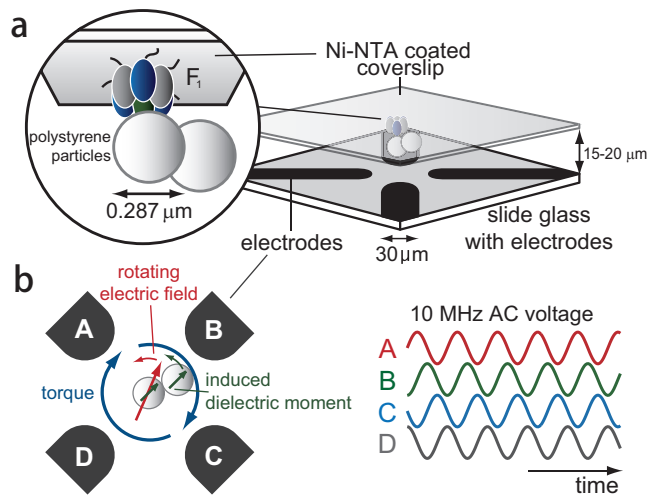 a
Ni-NTA coated
coverslip
F1
polystyrene
particles
0.287 µm
15-20 µm
electrodes
30µm
slide glass
with electrodes
b
rotating
electric field
A
B
torque
induced
dielectric moment
D
C
10 MHz AC voltage
A
B
C
D
time